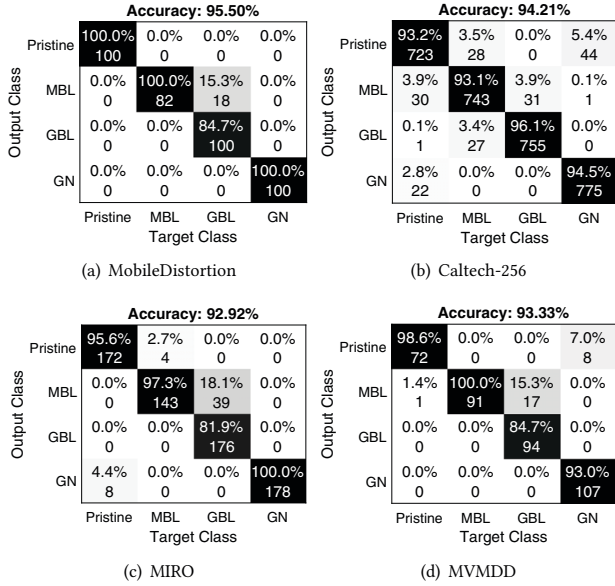 Accuracy: 95.50%
Output Class
Pristine 100.0% 0.0% 0.0% 0.0%
100 0 0 0
MBL 0.0% 100.0% 15.3% 0.0%
0 82 18 0
GBL 0.0% 0.0% 84.7% 0.0%
0 0 100 0
GN 0.0% 0.0% 0.0% 100.0%
0 0 0 100
Pristine MBL GBL GN
Target Class
(a) MobileDistortion
Accuracy: 94.21%
Output Class
Pristine 93.2% 3.5% 0.0% 5.4%
723 28 0 44
MBL 3.9% 93.1% 3.9% 0.1%
30 743 31 1
GBL 0.1% 3.4% 96.1% 0.0%
1 27 755 0
GN 2.8% 0.0% 0.0% 94.5%
22 0 0 775
Pristine MBL GBL GN
Target Class
(b) Caltech-256
Accuracy: 92.92%
Output Class
Pristine 95.6% 2.7% 0.0% 0.0%
172 4 0 0
MBL 0.0% 97.3% 18.1% 0.0%
0 143 39 0
GBL 0.0% 0.0% 81.9% 0.0%
0 0 176 0
GN 4.4% 0.0% 0.0% 100.0%
8 0 0 178
Pristine MBL GBL GN
Target Class
(c) MIRO
Accuracy: 93.33%
Output Class
Pristine 98.6% 0.0% 0.0% 7.0%
72 0 0 8
MBL 1.4% 100.0% 15.3% 0.0%
1 91 17 0
GBL 0.0% 0.0% 84.7% 0.0%
0 0 94 0
GN 0.0% 0.0% 0.0% 93.0%
0 0 0 107
Pristine MBL GBL GN
Target Class
(d) MVMDD